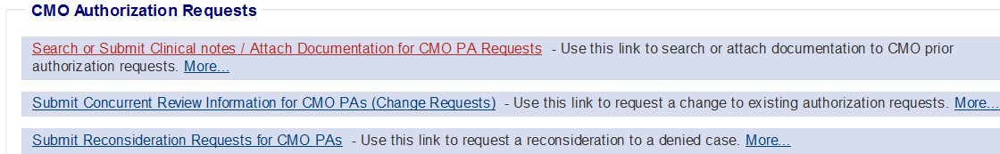 CMO Authorization Requests
Search or Submit Clinical notes / Attach Documentation for CMO PA Requests - Use this link to search or attach documentation to CMO prior
authorization requests. More...
Submit Concurrent Review Information for CMO PAs (Change Requests) - Use this link to request a change to existing authorization requests. More...
Submit Reconsideration Requests for CMO PAs - Use this link to request a reconsideration to a denied case. More...